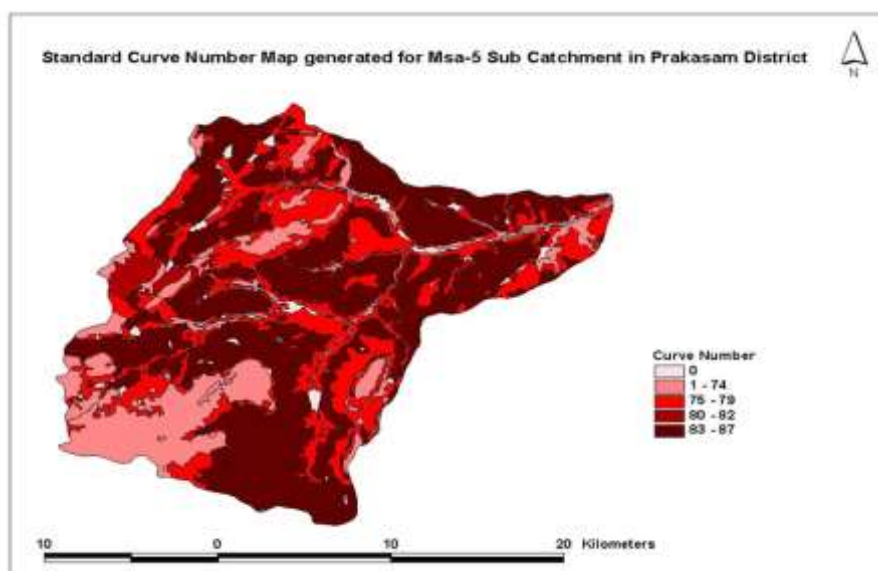 Standard Curve Number Map generated for Msa-5 Sub Catchment in Prakasam District
N
Curve Number
0
1 - 74
75 - 79
80 - 82
83 - 87
10 0 10 20 Kilometers